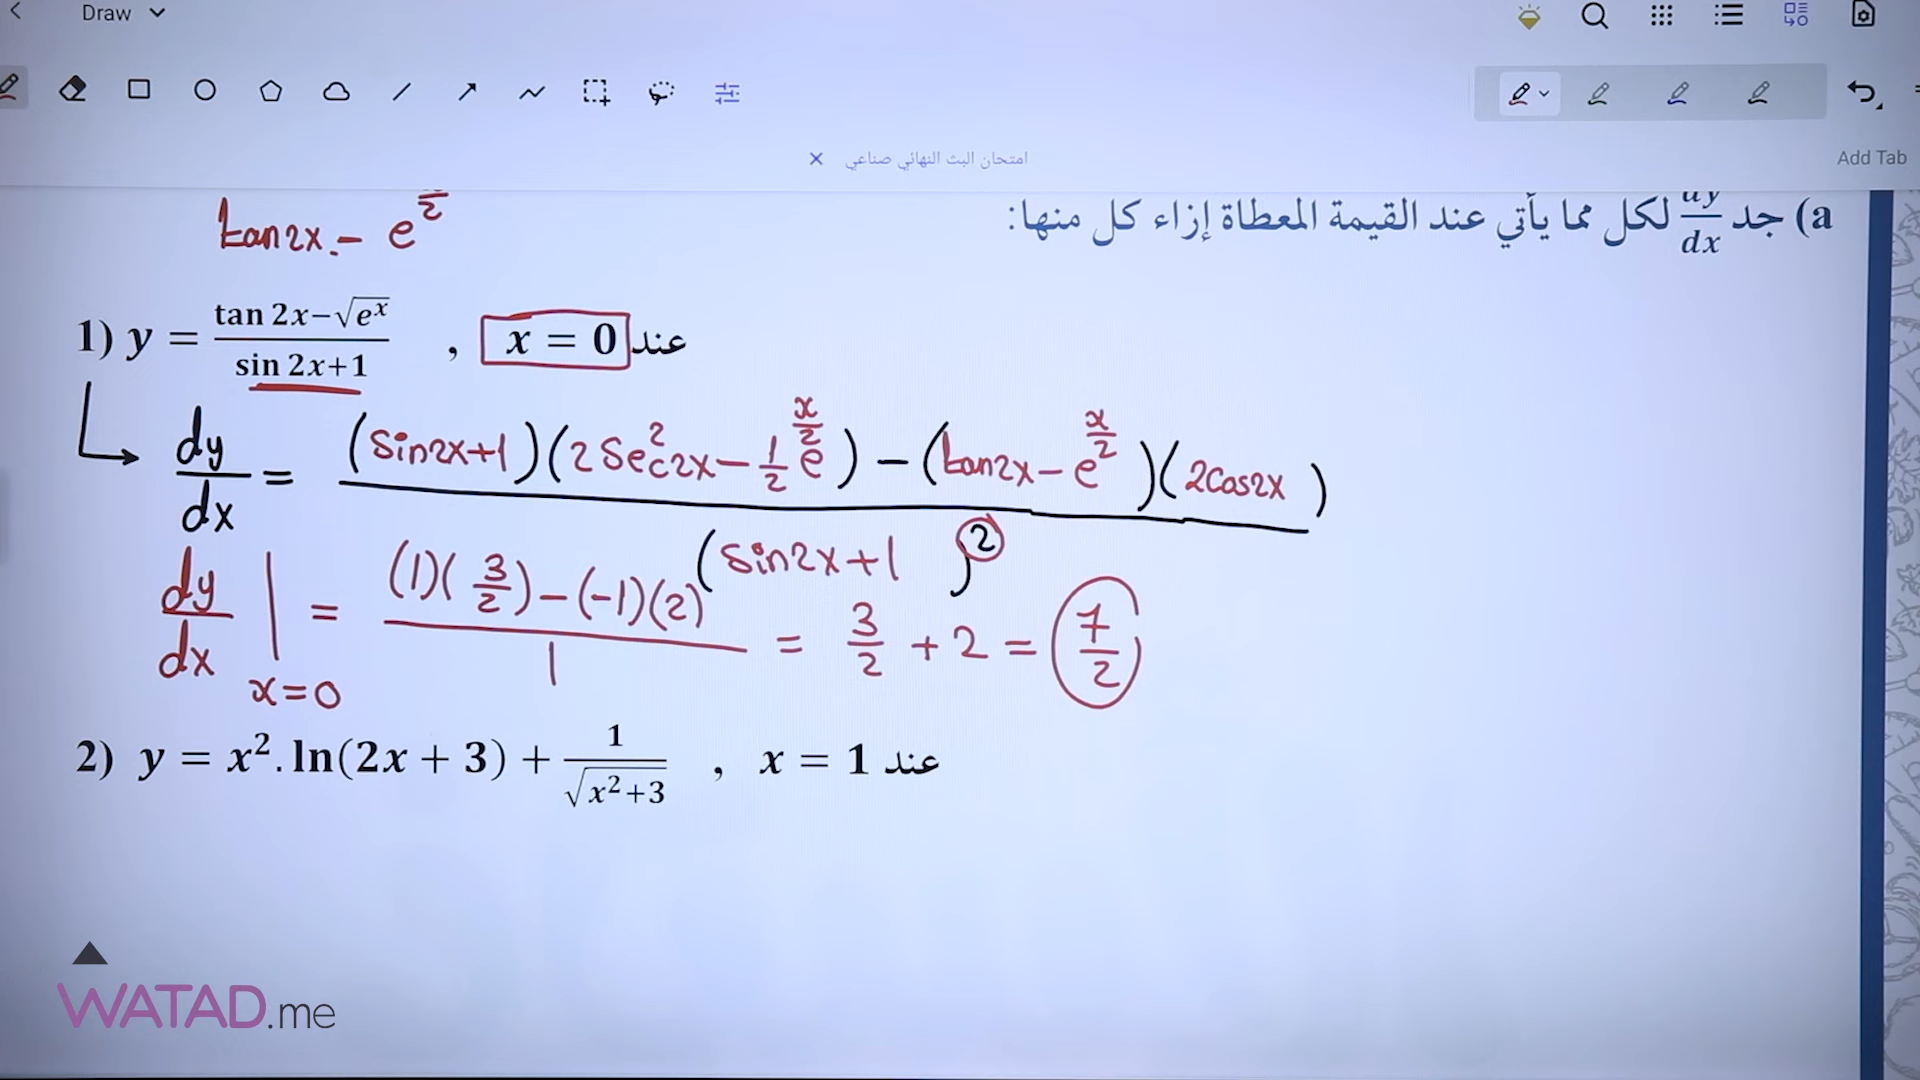 Draw
امتحان البث النهائي صناعي
Add Tab
tan2x - e^(x/2)
a) جد dy/dx لكل مما يأتي عند القيمة المعطاة إزاء كل منها:
1) y = (tan 2x−√(eˣ))/(sin 2x+1) , x = 0 عند
dy/dx = ((sin2x+1)(2Sec²2x − 1/2 e^(x/2)) − (tan2x − e^(x/2))(2Cos2x))/(sin2x+1)²
dy/dx | x=0 = ((1)(3/2) − (−1)(2))/1 = 3/2 + 2 = 7/2
2) y = x². ln(2x + 3) + 1/√(x²+3) , x = 1 عند
WATAD.me